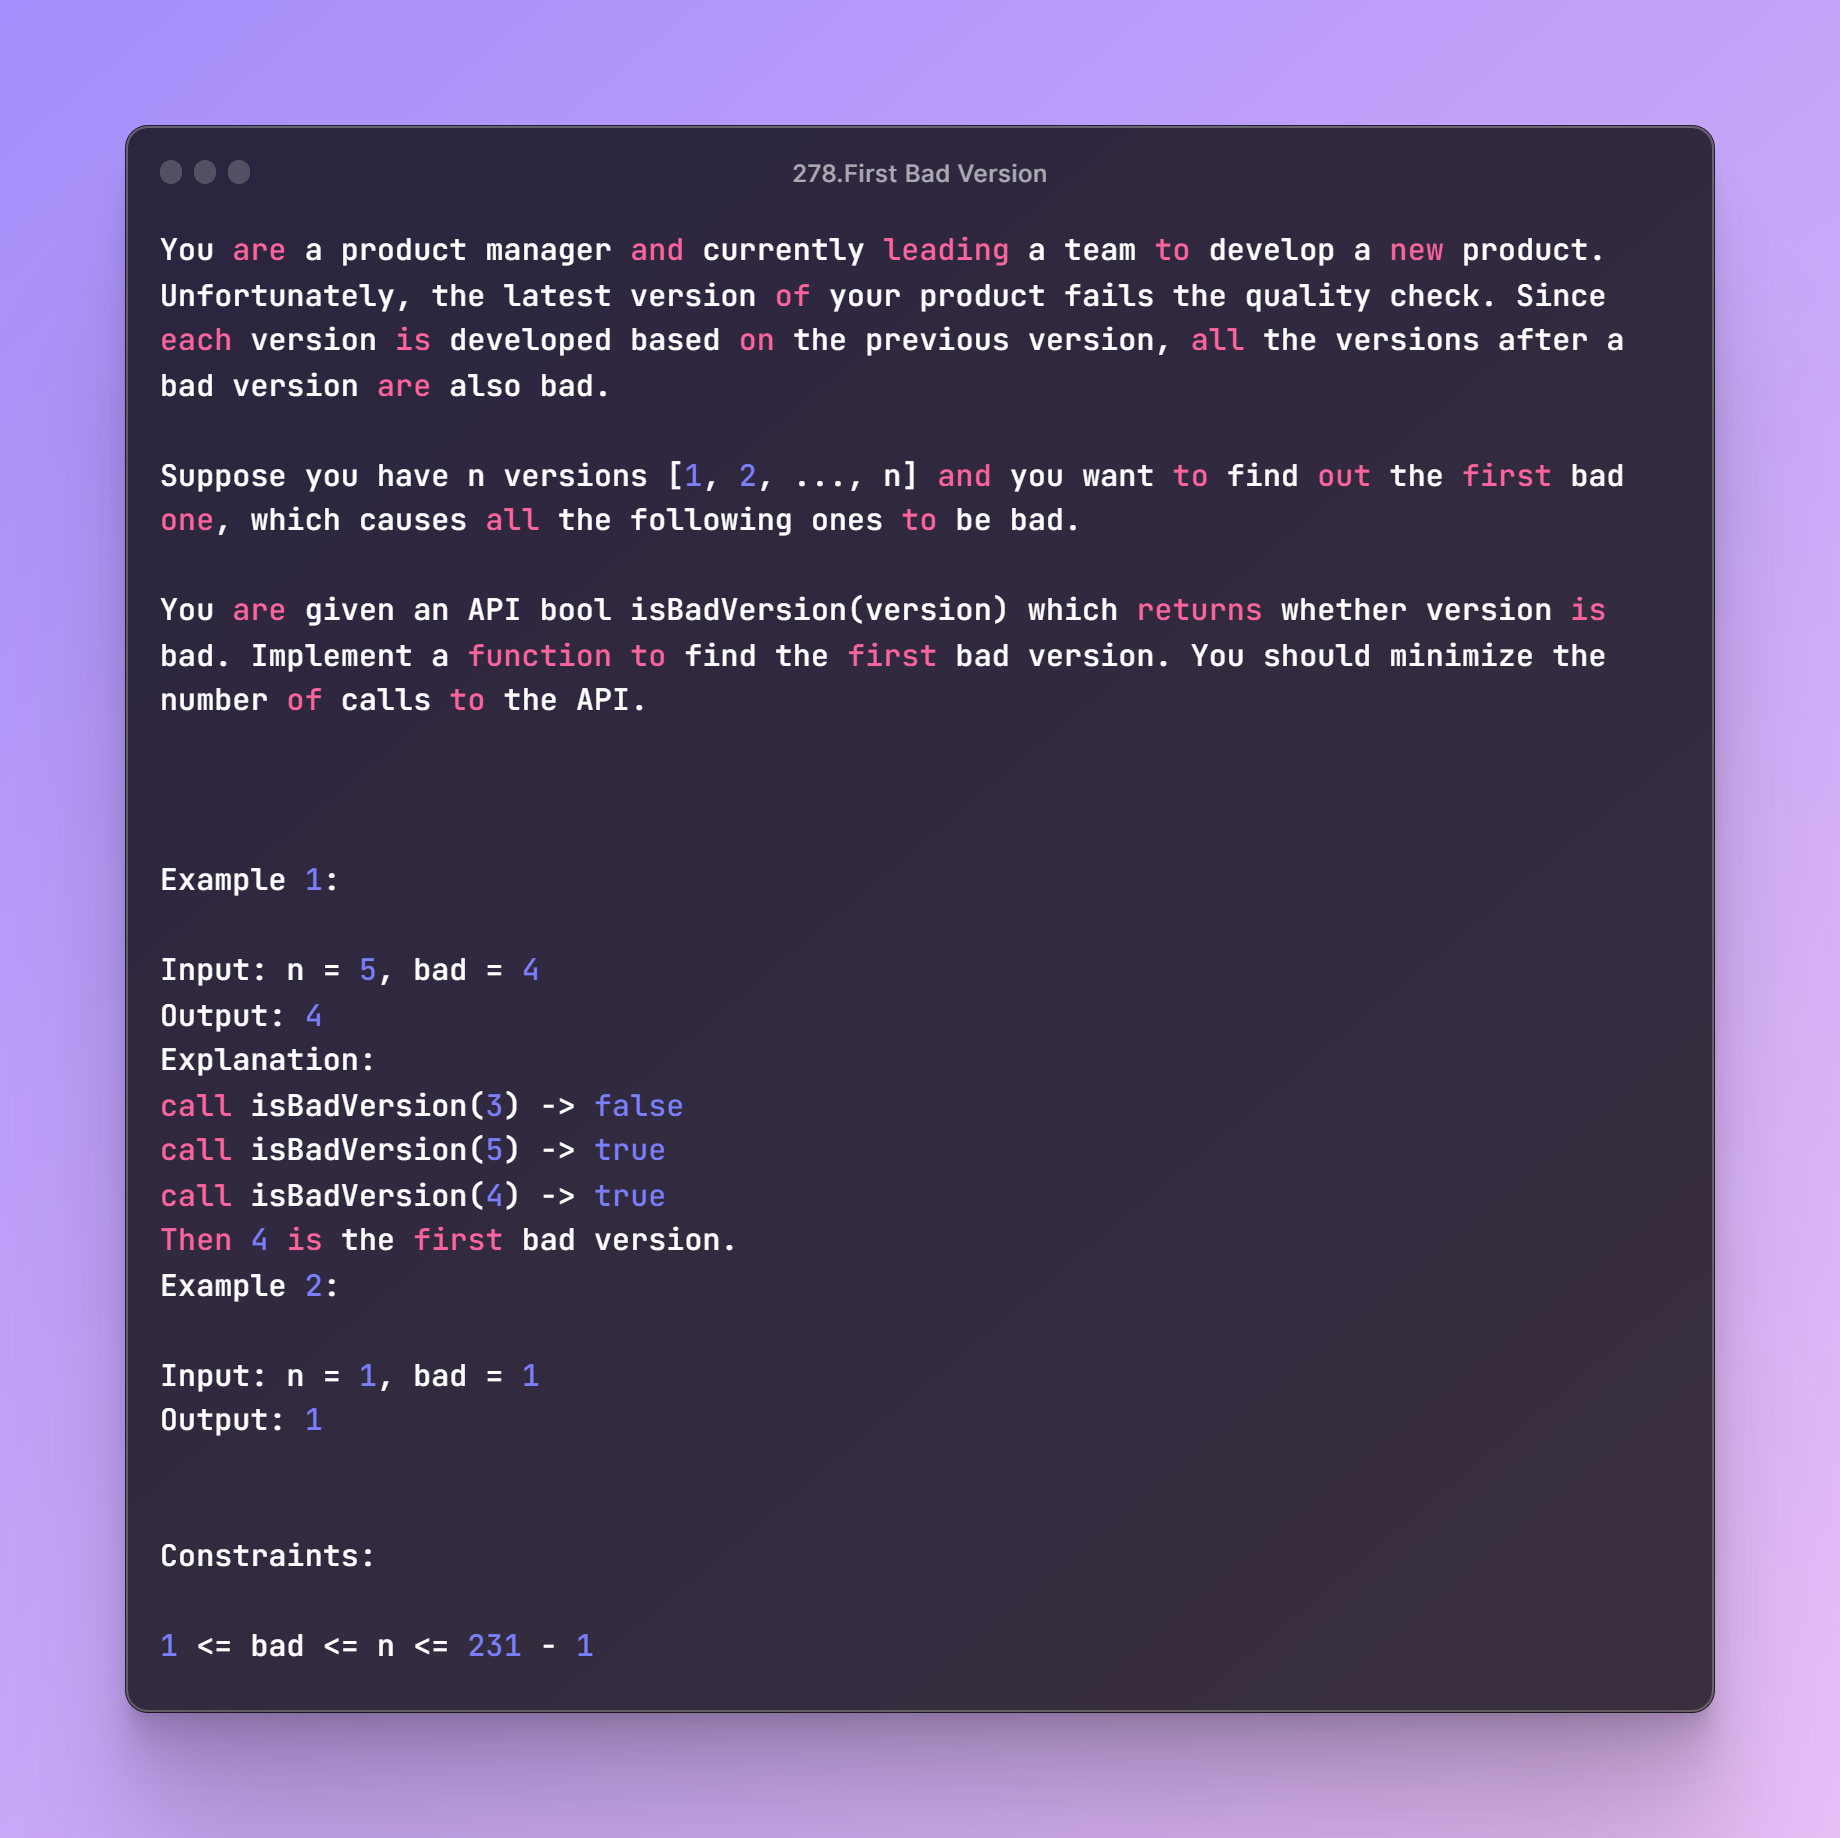 278.First Bad Version
You are a product manager and currently leading a team to develop a new product.
Unfortunately, the latest version of your product fails the quality check. Since
each version is developed based on the previous version, all the versions after a
bad version are also bad.
Suppose you have n versions [1, 2, ..., n] and you want to find out the first bad
one, which causes all the following ones to be bad.
You are given an API bool isBadVersion(version) which returns whether version is
bad. Implement a function to find the first bad version. You should minimize the
number of calls to the API.
Example 1:
Input: n = 5, bad = 4
Output: 4
Explanation:
call isBadVersion(3) -> false
call isBadVersion(5) -> true
call isBadVersion(4) -> true
Then 4 is the first bad version.
Example 2:
Input: n = 1, bad = 1
Output: 1
Constraints:
1 <= bad <= n <= 231 - 1